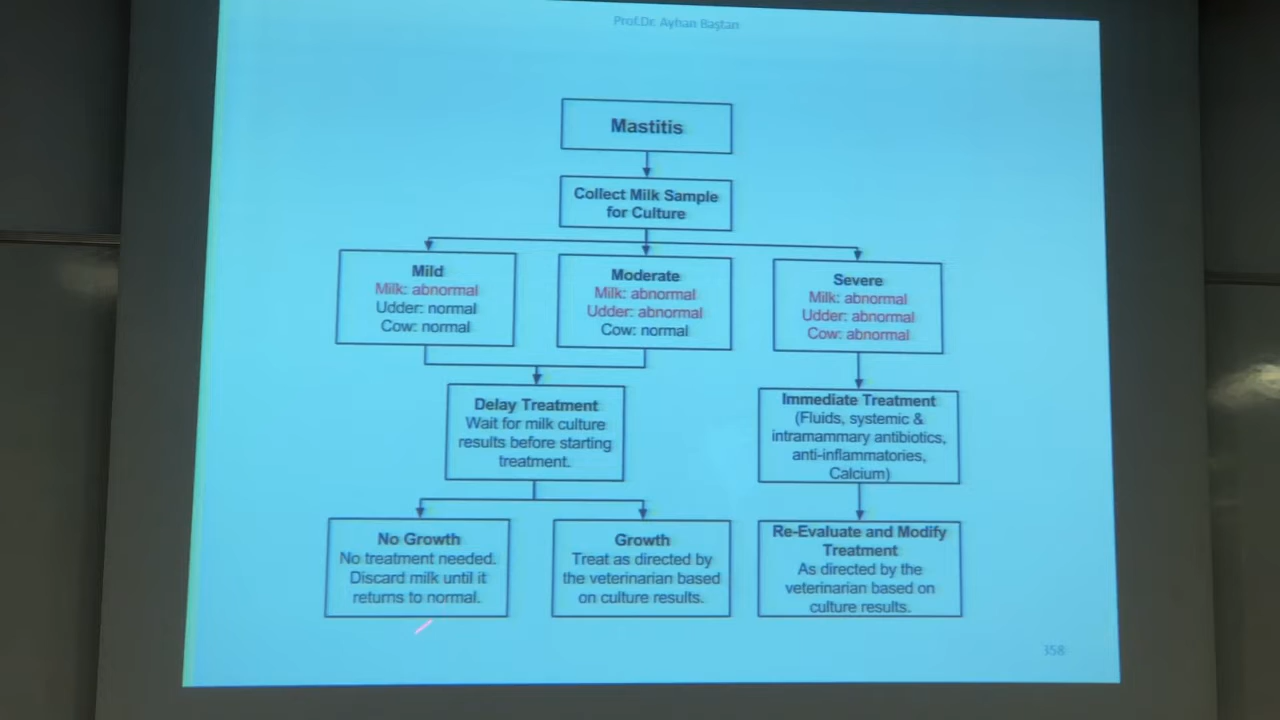 Prof.Dr. Ayhan Baştan
Mastitis
Collect Milk Sample
for Culture
Mild
Milk: abnormal
Udder: normal
Cow: normal
Moderate
Milk: abnormal
Udder: abnormal
Cow: normal
Severe
Milk: abnormal
Udder: abnormal
Cow: abnormal
Delay Treatment
Wait for milk culture
results before starting
treatment.
Immediate Treatment
(Fluids, systemic &
intramammary antibiotics,
anti-inflammatories,
Calcium)
No Growth
No treatment needed.
Discard milk until it
returns to normal.
Growth
Treat as directed by
the veterinarian based
on culture results.
Re-Evaluate and Modify
Treatment
As directed by the
veterinarian based on
culture results.
358